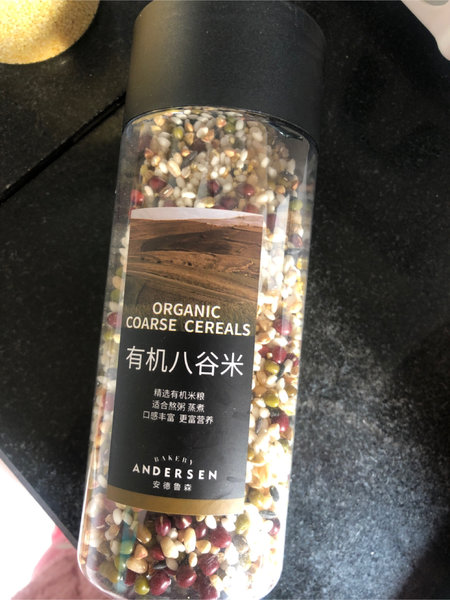 ORGANIC
COARSE CEREALS
有机八谷米
精选有机米粮
适合熬粥 蒸煮
口感丰富 更富营养
BAKERY
ANDERSEN
安德鲁森